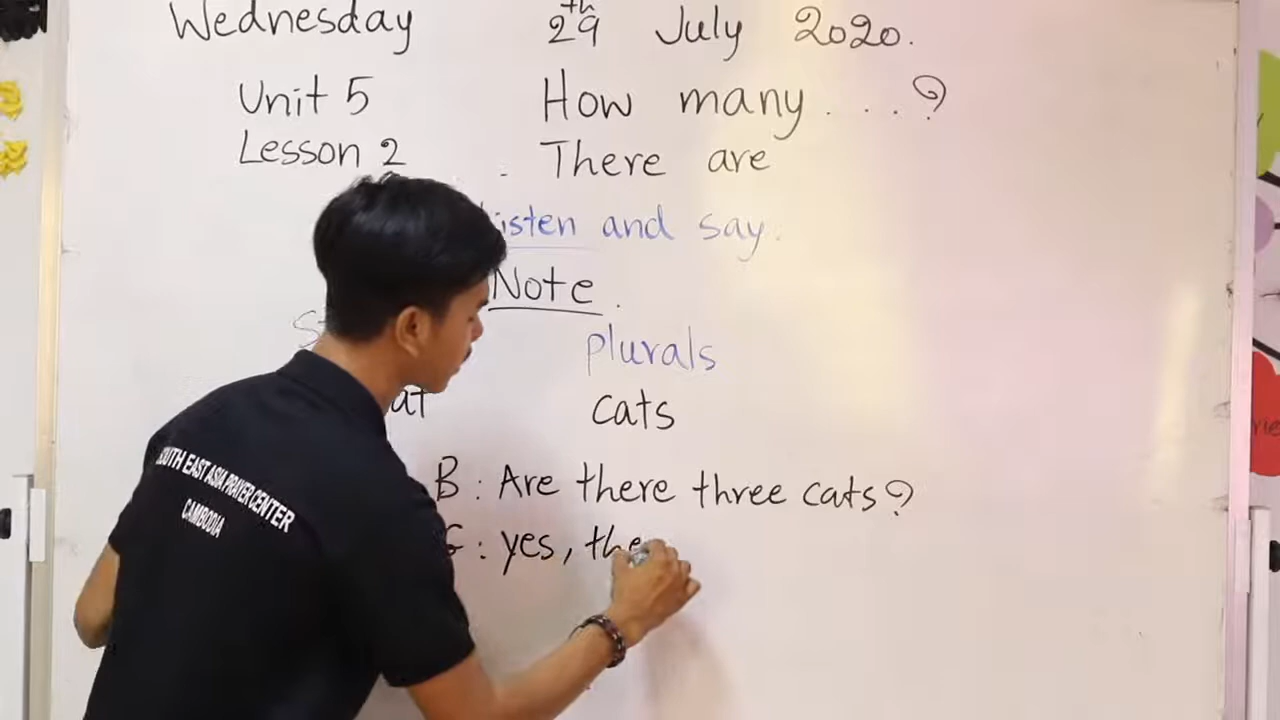 Wednesday 29th July 2020.
Unit 5 How many . . . ?
Lesson 2 . There are
Listen and say.
Note.
plurals
cats
B : Are there three cats?
G : yes, the
SOUTH EAST ASIA PRAYER CENTER
CAMBODIA